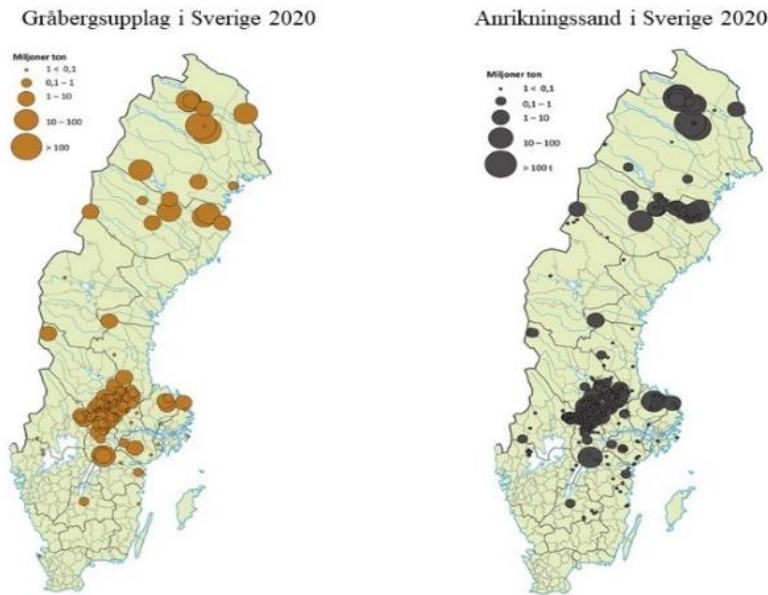 Gråbergsupplag i Sverige 2020
Miljoner ton
1 < 0,1
0,1 – 1
1 – 10
10 – 100
> 100
Anrikningssand i Sverige 2020
Miljoner ton
1 < 0,1
0,1 – 1
1 – 10
10 – 100
> 100 t